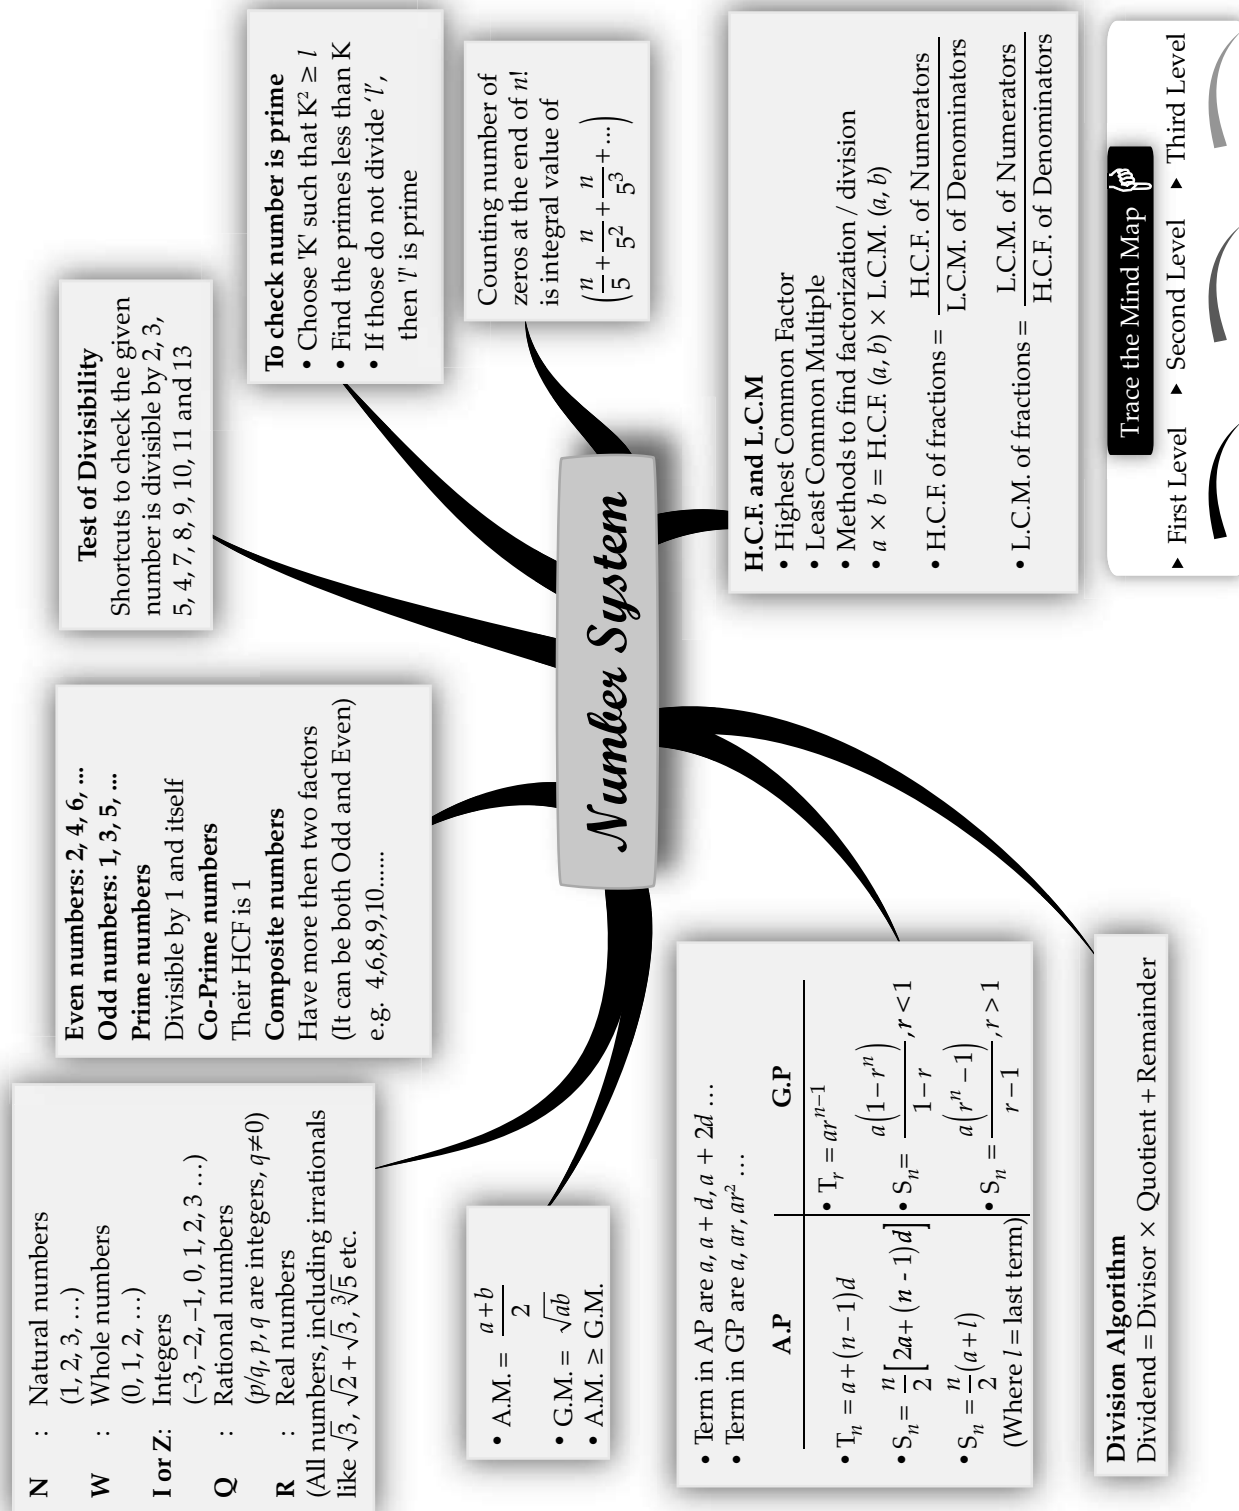 N : Natural numbers
(1, 2, 3, …)
W : Whole numbers
(0, 1, 2, …)
I or Z: Integers
(−3, −2, −1, 0, 1, 2, 3 …)
Q : Rational numbers
(p/q, p, q are integers, q≠0)
R : Real numbers
(All numbers, including irrationals
like √3, √2 + √3, ∛5 etc.
Even numbers: 2, 4, 6, ...
Odd numbers: 1, 3, 5, ...
Prime numbers
Divisible by 1 and itself
Co-Prime numbers
Their HCF is 1
Composite numbers
Have more then two factors
(It can be both Odd and Even)
e.g. 4,6,8,9,10......
Test of Divisibility
Shortcuts to check the given
number is divisible by 2, 3,
5, 4, 7, 8, 9, 10, 11 and 13
To check number is prime
• Choose 'K' such that K² ≥ l
• Find the primes less than K
• If those do not divide 'l',
then 'l' is prime
Counting number of
zeros at the end of n!
is integral value of
(n/5 + n/5² + n/5³ + ...)
Number System
• A.M. = (a+b)/2
• G.M. = √ab
• A.M. ≥ G.M.
• Term in AP are a, a + d, a + 2d …
• Term in GP are a, ar, ar² …
A.P
• Tₙ = a + (n − 1)d
• Sₙ = n/2 [2a + (n - 1)d]
• Sₙ = n/2 (a + l)
(Where l = last term)
G.P
• Tᵣ = arⁿ⁻¹
• Sₙ = a(1 − rⁿ)/(1 − r), r < 1
• Sₙ = a(rⁿ − 1)/(r − 1), r > 1
Division Algorithm
Dividend = Divisor × Quotient + Remainder
H.C.F. and L.C.M
• Highest Common Factor
• Least Common Multiple
• Methods to find factorization / division
• a × b = H.C.F. (a, b) × L.C.M. (a, b)
• H.C.F. of fractions = H.C.F. of Numerators / L.C.M. of Denominators
• L.C.M. of fractions = L.C.M. of Numerators / H.C.F. of Denominators
Trace the Mind Map
▸ First Level ▸ Second Level ▸ Third Level